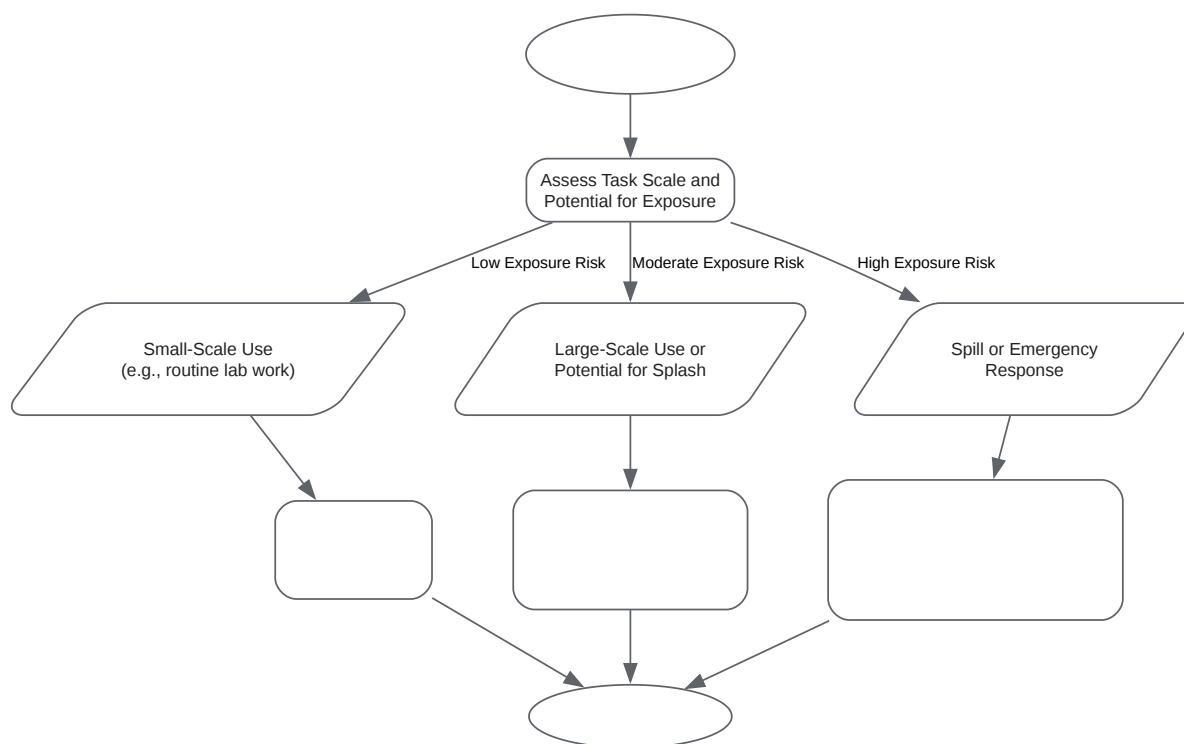 Assess Task Scale and
Potential for Exposure
Low Exposure Risk
Moderate Exposure Risk
High Exposure Risk
Small-Scale Use
(e.g., routine lab work)
Large-Scale Use or
Potential for Splash
Spill or Emergency
Response